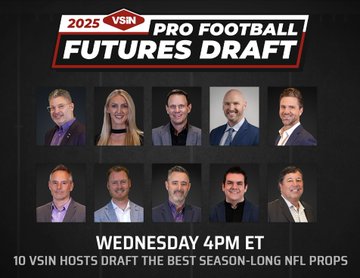 2025 VSiN PRO FOOTBALL
FUTURES DRAFT
WEDNESDAY 4PM ET
10 VSIN HOSTS DRAFT THE BEST SEASON-LONG NFL PROPS